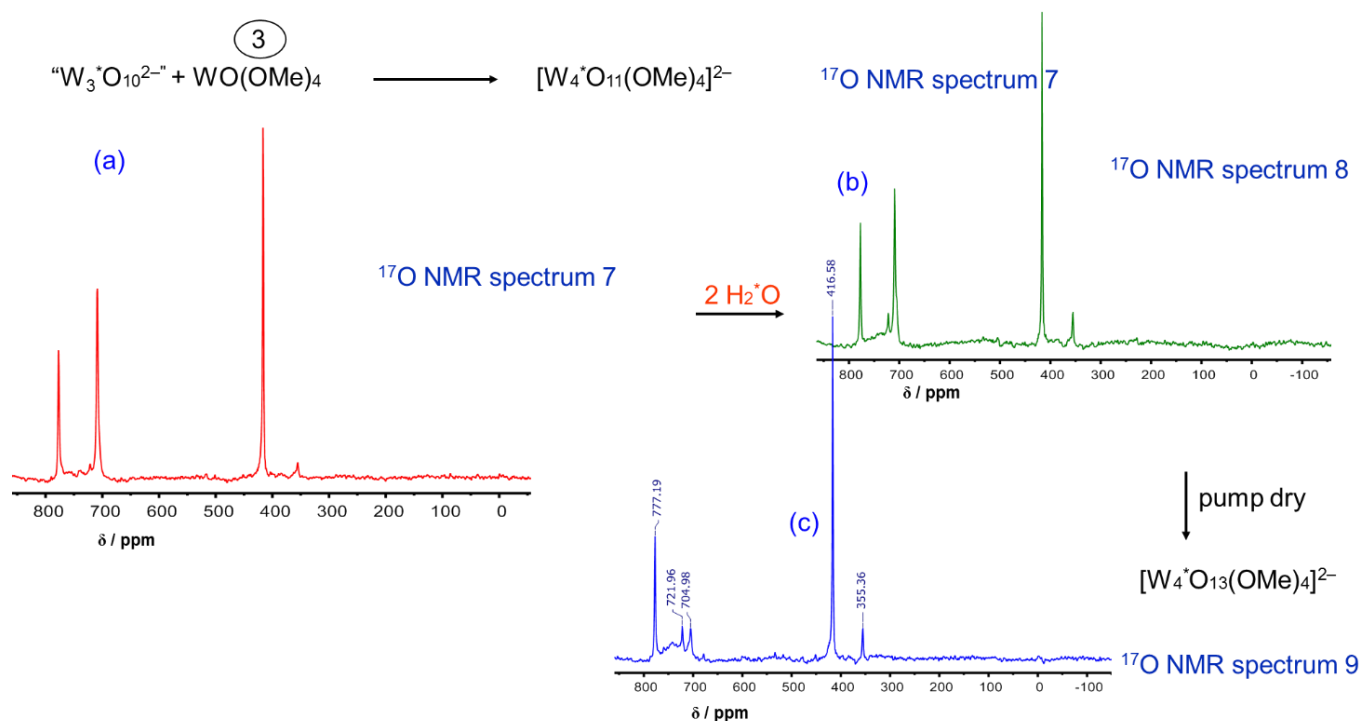 3
“W₃*O₁₀²⁻” + WO(OMe)₄ [W₄*O₁₁(OMe)₄]²⁻
¹⁷O NMR spectrum 7
(a)
¹⁷O NMR spectrum 7
800 700 600 500 400 300 200 100 0
δ / ppm
2 H₂*O
(b)
¹⁷O NMR spectrum 8
800 700 600 500 400 300 200 100 0 -100
δ / ppm
pump dry
[W₄*O₁₃(OMe)₄]²⁻
(c)
777.19
721.96
704.98
416.58
355.36
800 700 600 500 400 300 200 100 0 -100
δ / ppm
¹⁷O NMR spectrum 9